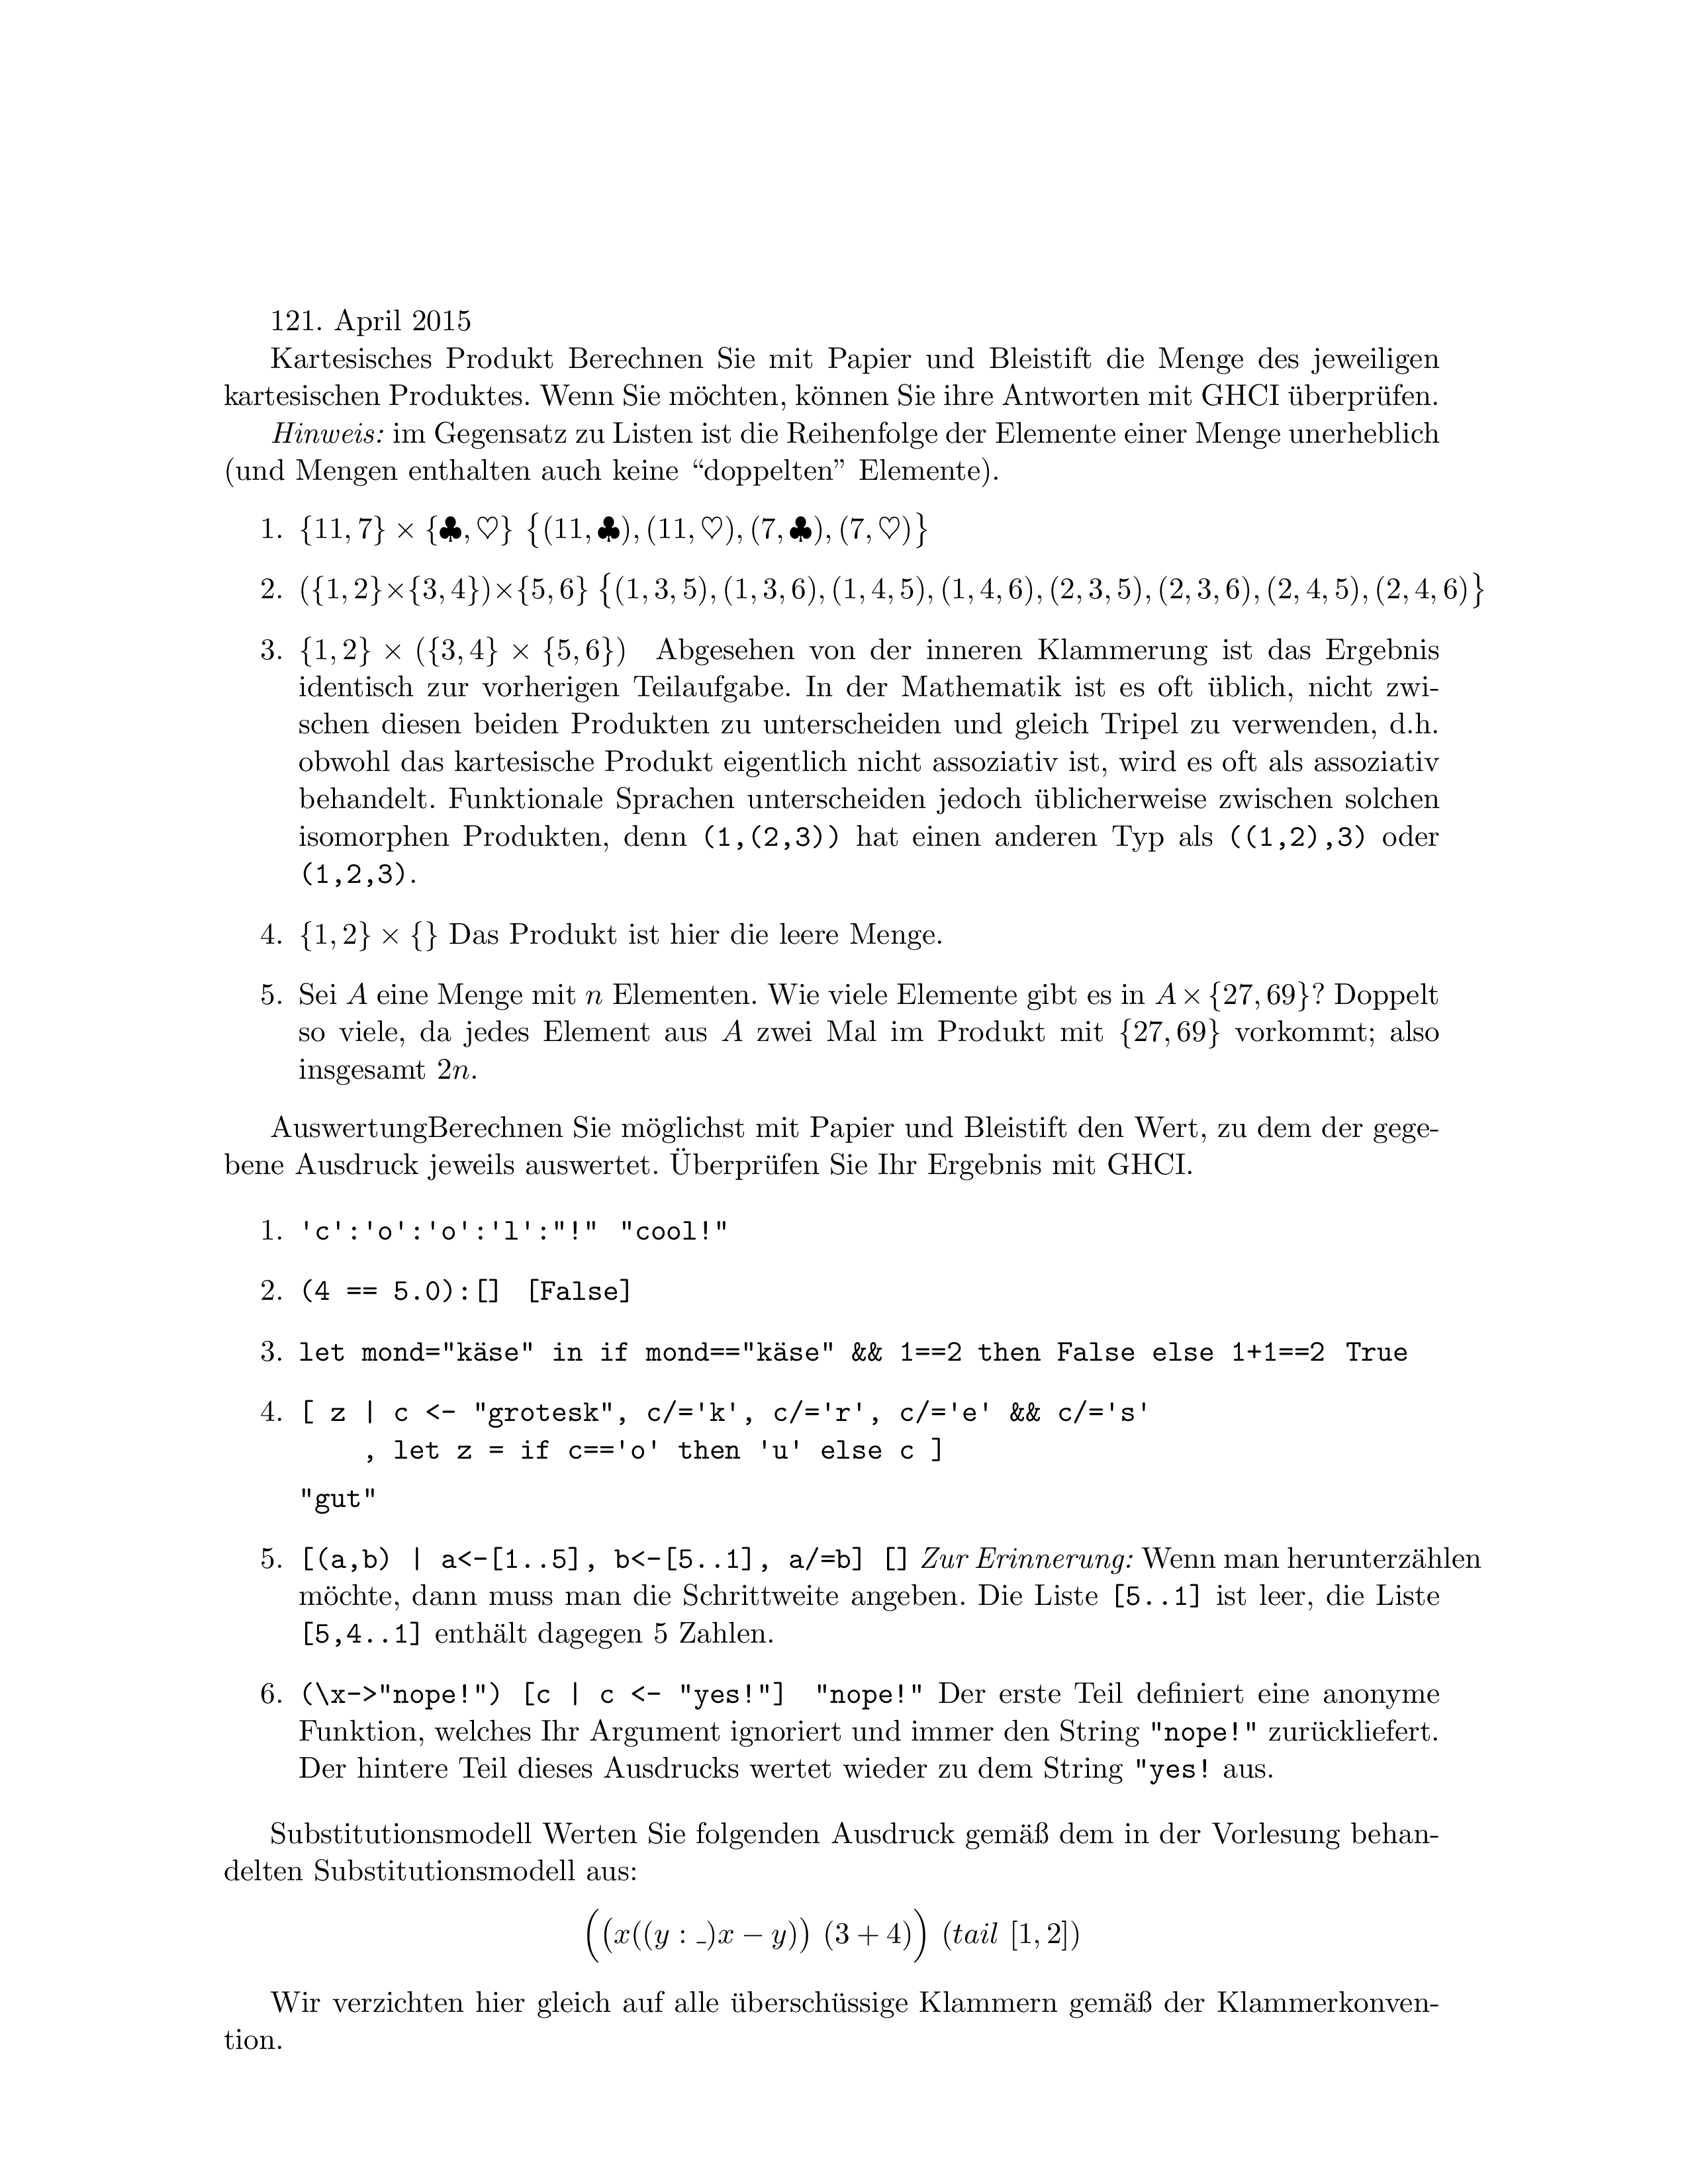 121. April 2015
Kartesisches Produkt Berechnen Sie mit Papier und Bleistift die Menge des jeweiligen
kartesischen Produktes. Wenn Sie möchten, können Sie ihre Antworten mit GHCI überprüfen.
Hinweis: im Gegensatz zu Listen ist die Reihenfolge der Elemente einer Menge unerheblich
(und Mengen enthalten auch keine “doppelten” Elemente).
1. {11, 7} × {♣, ♡} {(11, ♣), (11, ♡), (7, ♣), (7, ♡)}
2. ({1, 2}×{3, 4})×{5, 6} {(1, 3, 5), (1, 3, 6), (1, 4, 5), (1, 4, 6), (2, 3, 5), (2, 3, 6), (2, 4, 5), (2, 4, 6)}
3. {1, 2} × ({3, 4} × {5, 6}) Abgesehen von der inneren Klammerung ist das Ergebnis
identisch zur vorherigen Teilaufgabe. In der Mathematik ist es oft üblich, nicht zwi-
schen diesen beiden Produkten zu unterscheiden und gleich Tripel zu verwenden, d.h.
obwohl das kartesische Produkt eigentlich nicht assoziativ ist, wird es oft als assoziativ
behandelt. Funktionale Sprachen unterscheiden jedoch üblicherweise zwischen solchen
isomorphen Produkten, denn (1,(2,3)) hat einen anderen Typ als ((1,2),3) oder
(1,2,3).
4. {1, 2} × {} Das Produkt ist hier die leere Menge.
5. Sei A eine Menge mit n Elementen. Wie viele Elemente gibt es in A × {27, 69}? Doppelt
so viele, da jedes Element aus A zwei Mal im Produkt mit {27, 69} vorkommt; also
insgesamt 2n.
AuswertungBerechnen Sie möglichst mit Papier und Bleistift den Wert, zu dem der gege-
bene Ausdruck jeweils auswertet. Überprüfen Sie Ihr Ergebnis mit GHCI.
1. 'c':'o':'o':'l':"!" "cool!"
2. (4 == 5.0):[] [False]
3. let mond="käse" in if mond=="käse" && 1==2 then False else 1+1==2 True
4. [ z | c <- "grotesk", c/='k', c/='r', c/='e' && c/='s'
, let z = if c=='o' then 'u' else c ]
"gut"
5. [(a,b) | a<-[1..5], b<-[5..1], a/=b] [] Zur Erinnerung: Wenn man herunterzählen
möchte, dann muss man die Schrittweite angeben. Die Liste [5..1] ist leer, die Liste
[5,4..1] enthält dagegen 5 Zahlen.
6. (\x->"nope!") [c | c <- "yes!"] "nope!" Der erste Teil definiert eine anonyme
Funktion, welches Ihr Argument ignoriert und immer den String "nope!" zurückliefert.
Der hintere Teil dieses Ausdrucks wertet wieder zu dem String "yes! aus.
Substitutionsmodell Werten Sie folgenden Ausdruck gemäß dem in der Vorlesung behan-
delten Substitutionsmodell aus:
((x((y : _)x − y)) (3 + 4)) (tail [1, 2])
Wir verzichten hier gleich auf alle überschüssige Klammern gemäß der Klammerkonven-
tion.